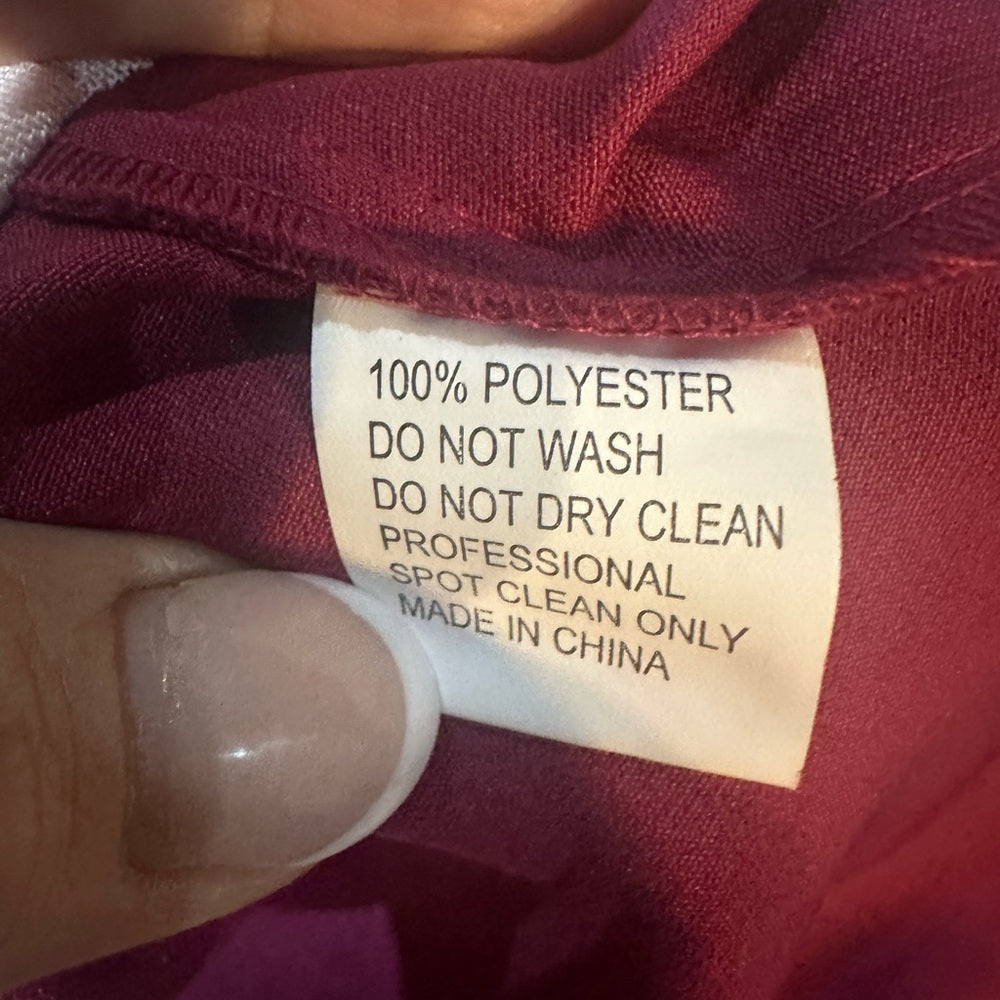 100% POLYESTER
DO NOT WASH
DO NOT DRY CLEAN
PROFESSIONAL
SPOT CLEAN ONLY
MADE IN CHINA